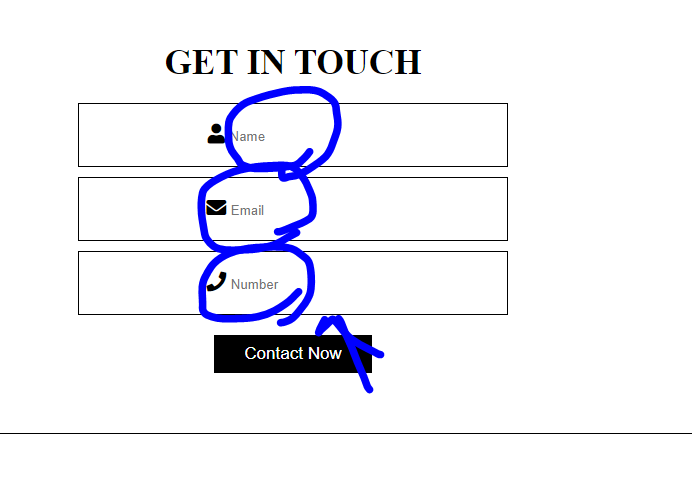 GET IN TOUCH
Name
Email
Number
Contact Now